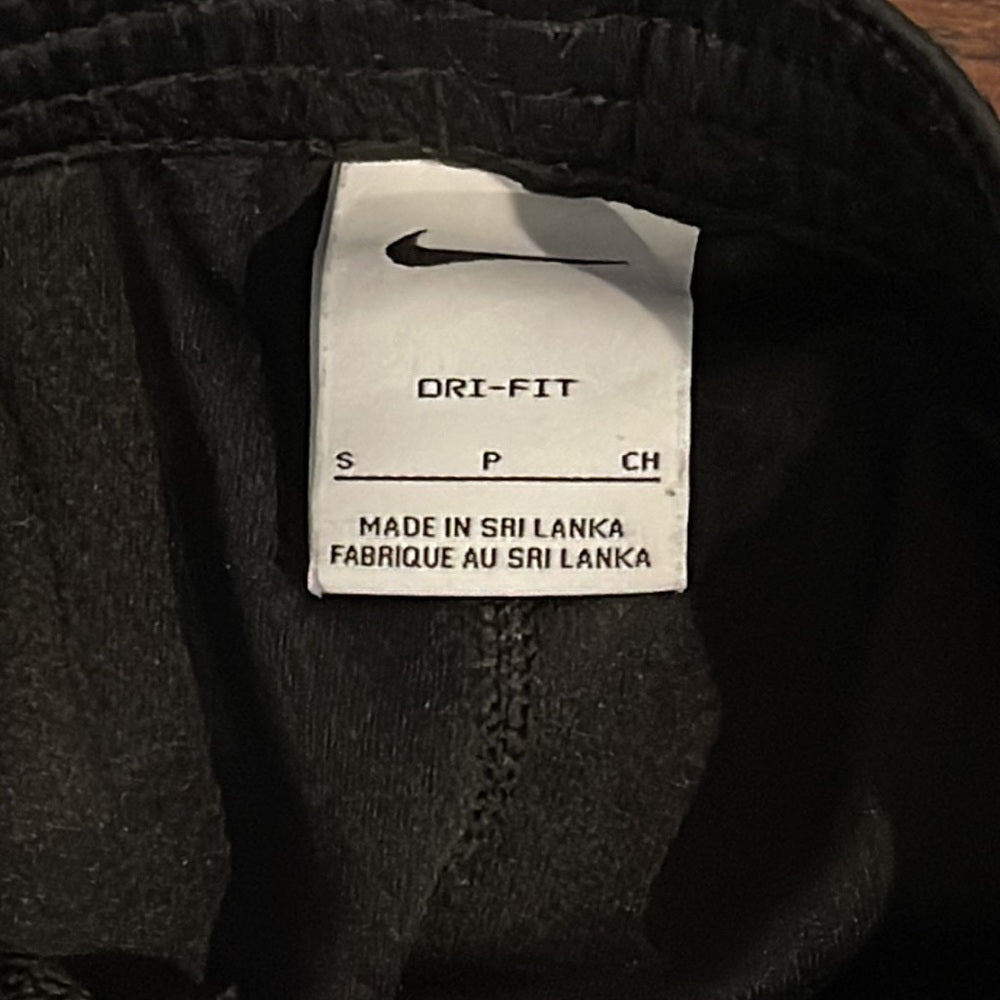 DRI-FIT
S P CH
MADE IN SRI LANKA
FABRIQUE AU SRI LANKA